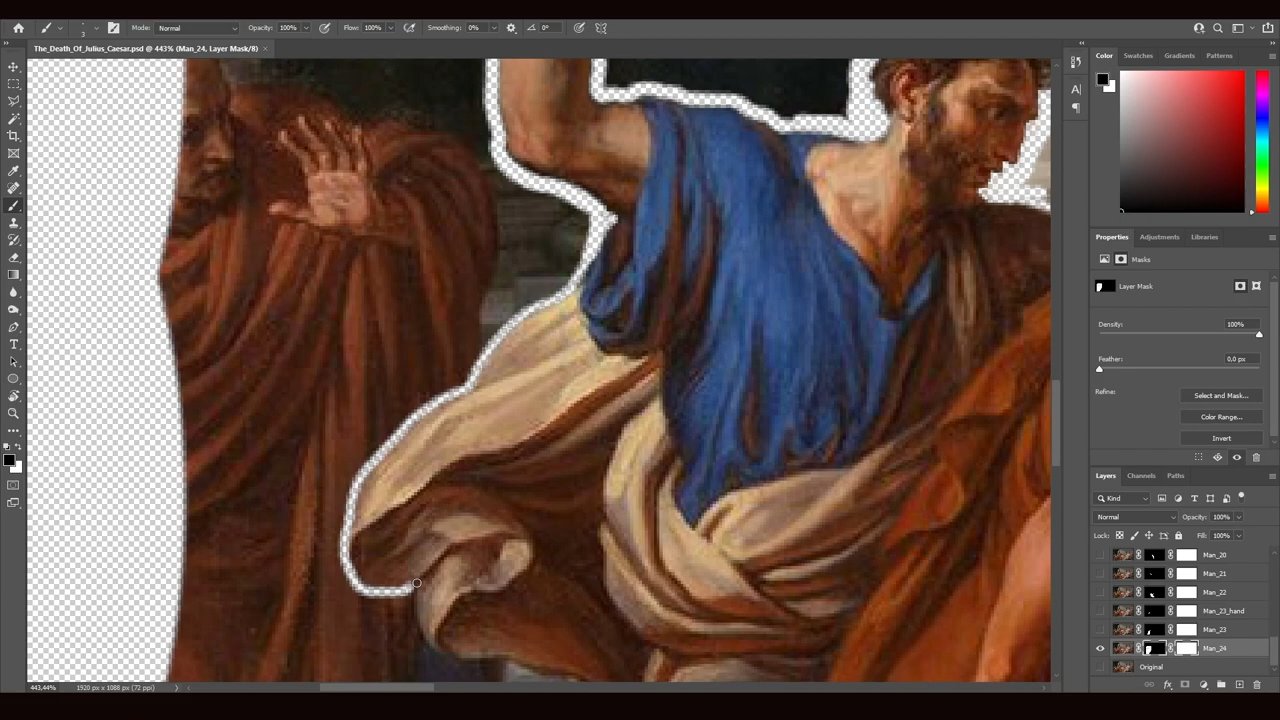 Mode: Normal Opacity: 100% Flow: 100% Smoothing: 0% 0°
3
The_Death_Of_Julius_Caesar.psd @ 443% (Man_24, Layer Mask/8) ×
Color Swatches Gradients Patterns
A|
Properties Adjustments Libraries
Masks
Layer Mask
Density: 100%
Feather: 0,0 px
Refine: Select and Mask...
Color Range...
Invert
Layers Channels Paths
Kind
Normal Opacity: 100%
Lock: Fill: 100%
Man_20
Man_21
Man_22
Man_23_hand
Man_23
Man_24
Original
443,44% 1920 px x 1088 px (72 ppi)